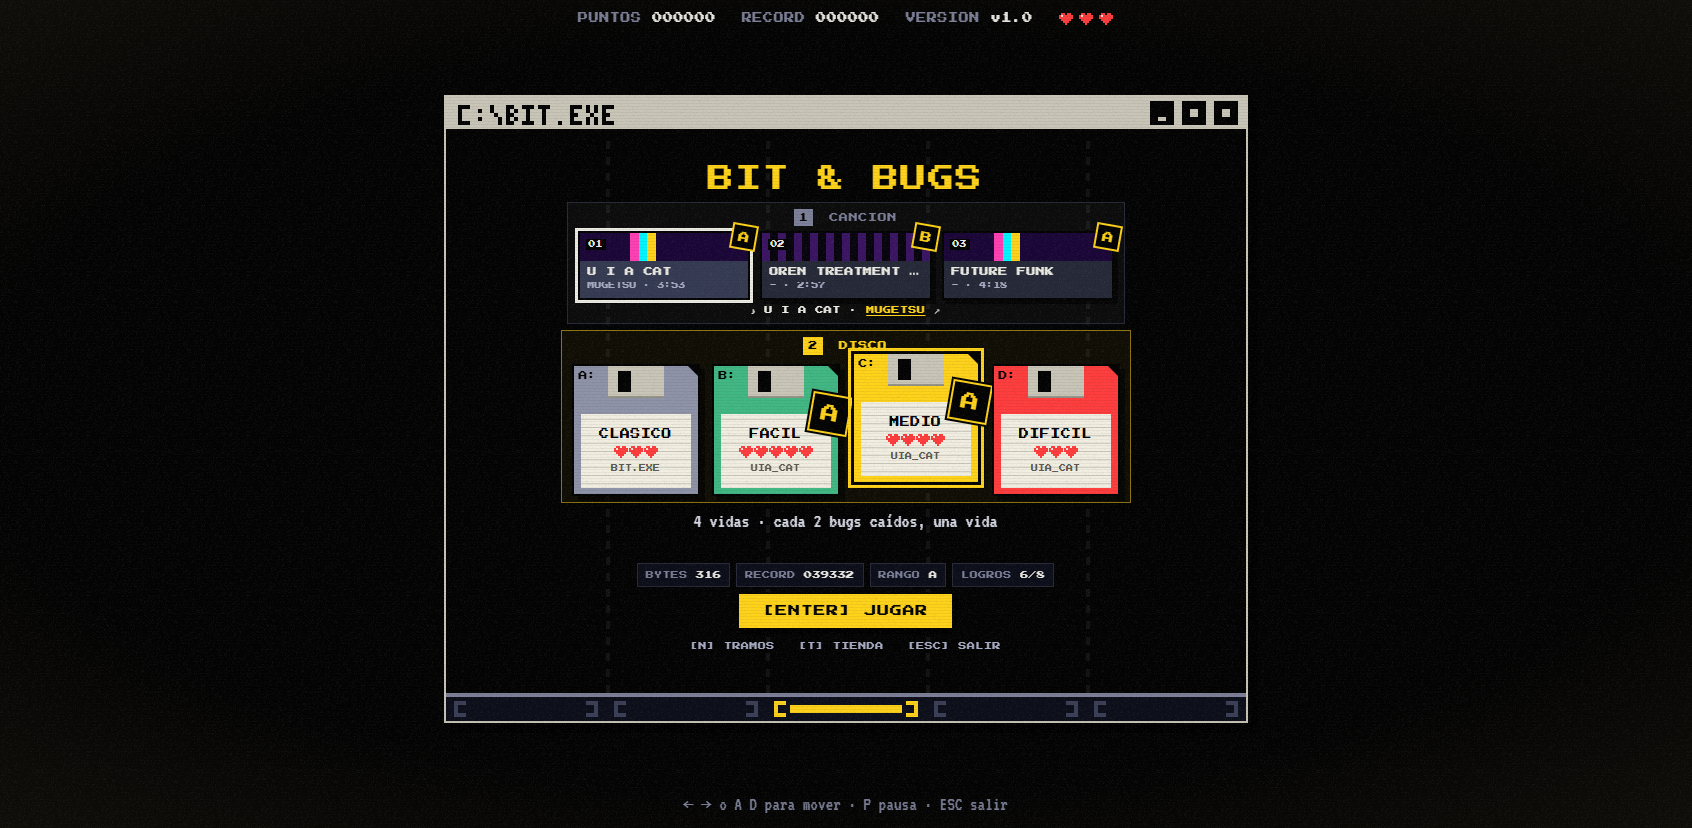 PUNTOS 000000 RECORD 000000 VERSION v1.0
C:\BIT.EXE
BIT & BUGS
1 CANCION
01 A
U I A CAT
MUGETSU · 3:53
02 B
OREN TREATMENT …
- · 2:57
03 A
FUTURE FUNK
- · 4:18
♪ U I A CAT · MUGETSU ↗
2 DISCO
A:
CLASICO
BIT.EXE
B:
A
FACIL
UIA_CAT
C:
A
MEDIO
UIA_CAT
D:
DIFICIL
UIA_CAT
4 vidas · cada 2 bugs caídos, una vida
BYTES 316 RECORD 039332 RANGO A LOGROS 6/8
[ENTER] JUGAR
[N] TRAMOS [T] TIENDA [ESC] SALIR
← → o A D para mover · P pausa · ESC salir